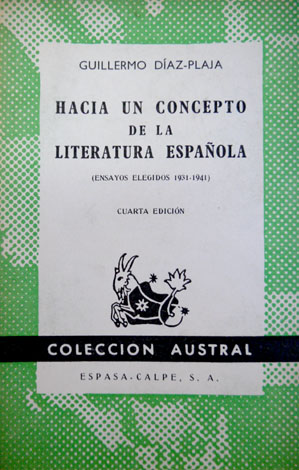 GUILLERMO DÍAZ-PLAJA
HACIA UN CONCEPTO
DE LA
LITERATURA ESPAÑOLA
(ENSAYOS ELEGIDOS 1931-1941)
CUARTA EDICIÓN
COLECCION AUSTRAL
ESPASA-CALPE, S. A.